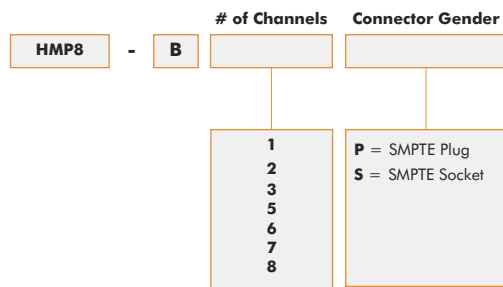 # of Channels Connector Gender
HMP8 - B
1
2
3
5
6
7
8
P = SMPTE Plug
S = SMPTE Socket